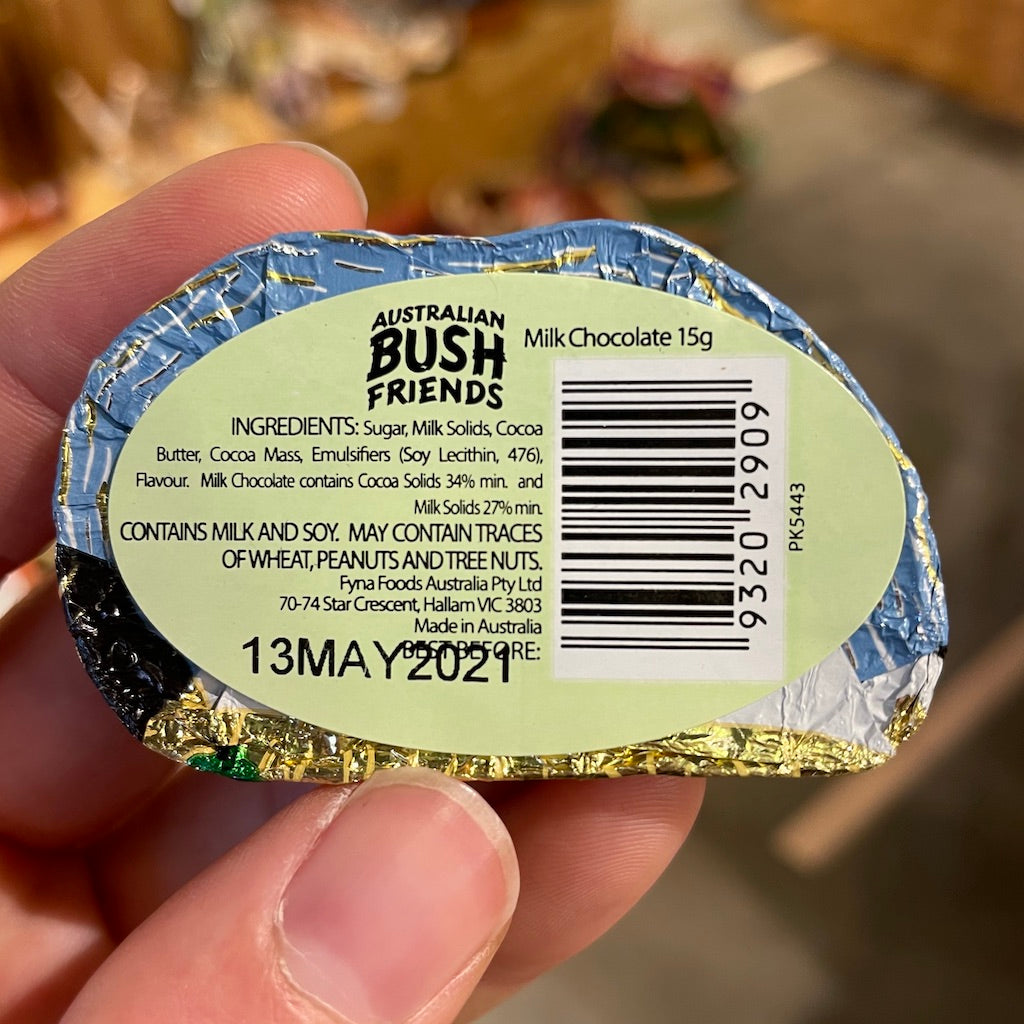 AUSTRALIAN
BUSH
FRIENDS
Milk Chocolate 15g
INGREDIENTS: Sugar, Milk Solids, Cocoa
Butter, Cocoa Mass, Emulsifiers (Soy Lecithin, 476),
Flavour. Milk Chocolate contains Cocoa Solids 34% min. and
Milk Solids 27% min.
CONTAINS MILK AND SOY. MAY CONTAIN TRACES
OF WHEAT, PEANUTS AND TREE NUTS.
Fyna Foods Australia Pty Ltd
70-74 Star Crescent, Hallam VIC 3803
Made in Australia
BEST BEFORE:
13MAY2021
9320 2909
PK5443